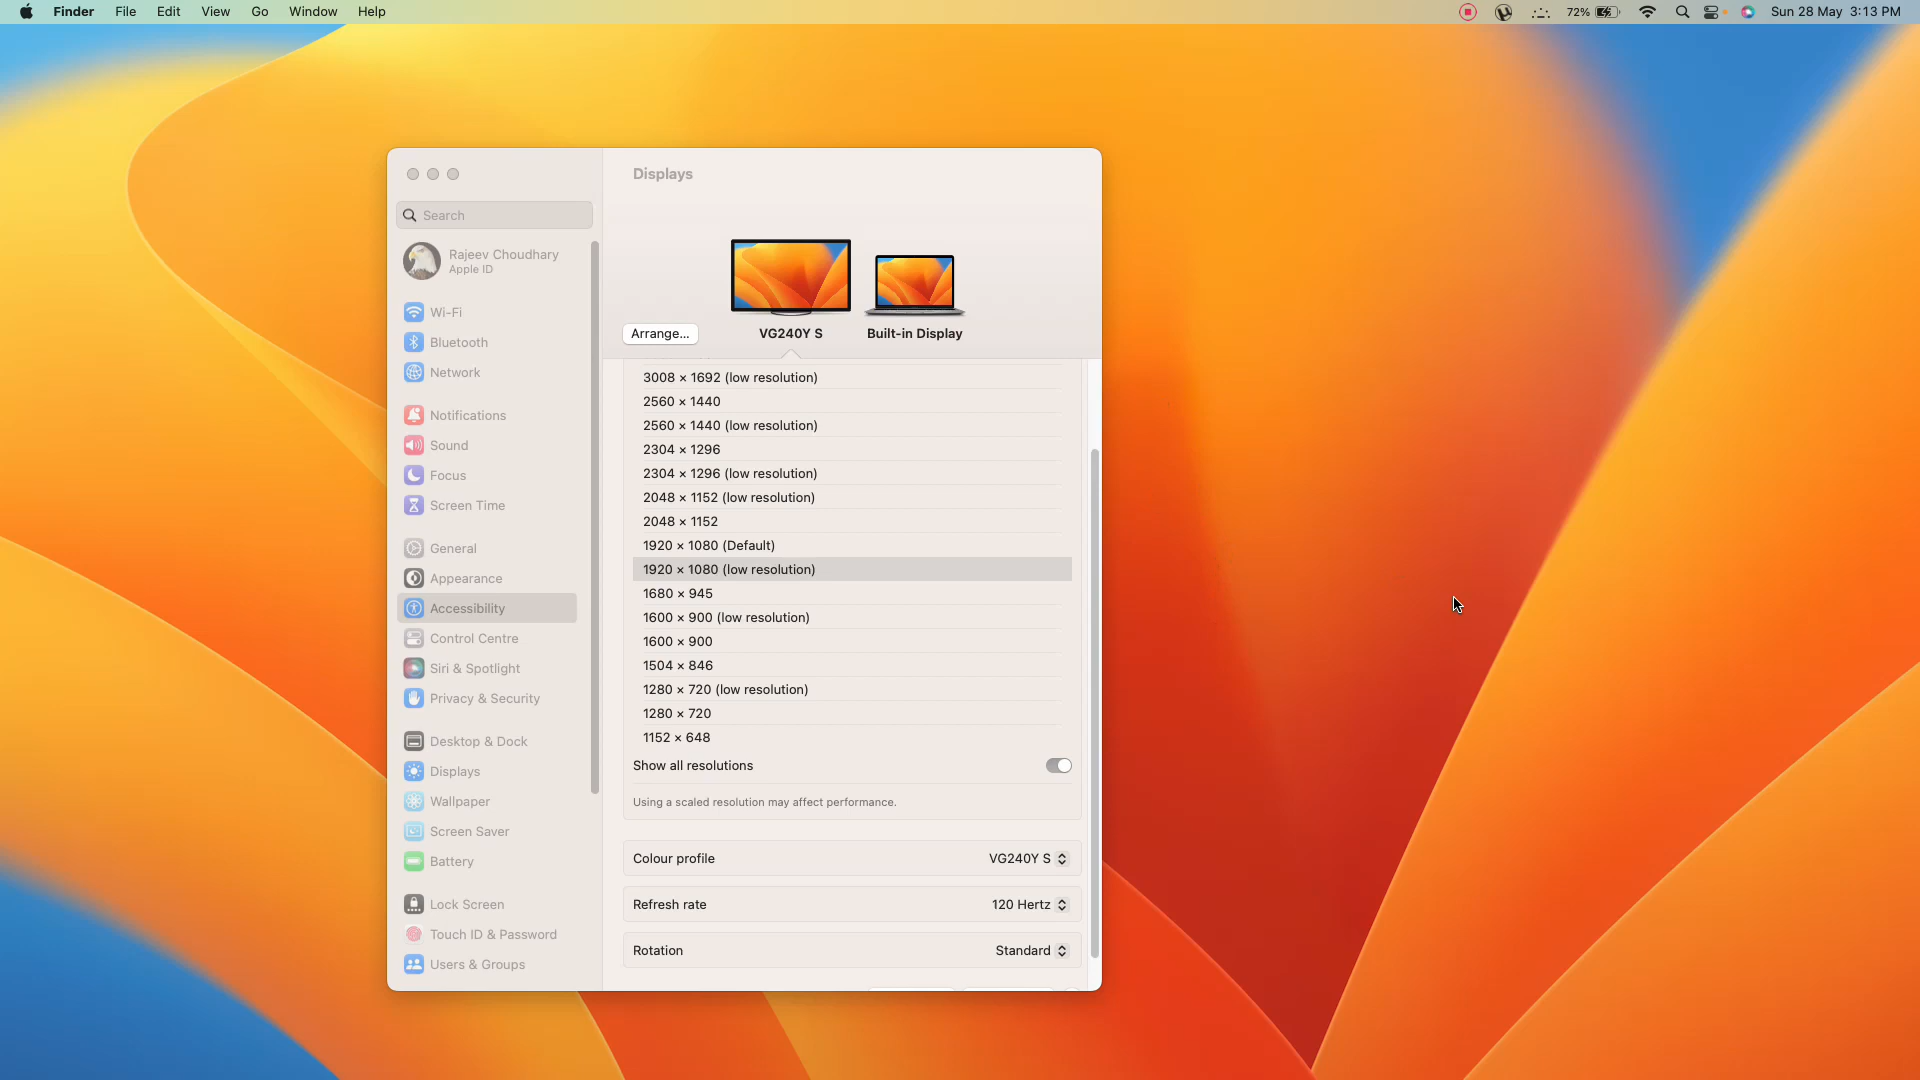 Finder File Edit View Go Window Help 72% Sun 28 May 3:13 PM
Displays
Search
Rajeev Choudhary
Apple ID
Wi-Fi
Bluetooth
Network
Notifications
Sound
Focus
Screen Time
General
Appearance
Accessibility
Control Centre
Siri & Spotlight
Privacy & Security
Desktop & Dock
Displays
Wallpaper
Screen Saver
Battery
Lock Screen
Touch ID & Password
Users & Groups
Arrange...
VG240Y S
Built-in Display
3008 × 1692 (low resolution)
2560 × 1440
2560 × 1440 (low resolution)
2304 × 1296
2304 × 1296 (low resolution)
2048 × 1152 (low resolution)
2048 × 1152
1920 × 1080 (Default)
1920 × 1080 (low resolution)
1680 × 945
1600 × 900 (low resolution)
1600 × 900
1504 × 846
1280 × 720 (low resolution)
1280 × 720
1152 × 648
Show all resolutions
Using a scaled resolution may affect performance.
Colour profile VG240Y S
Refresh rate 120 Hertz
Rotation Standard